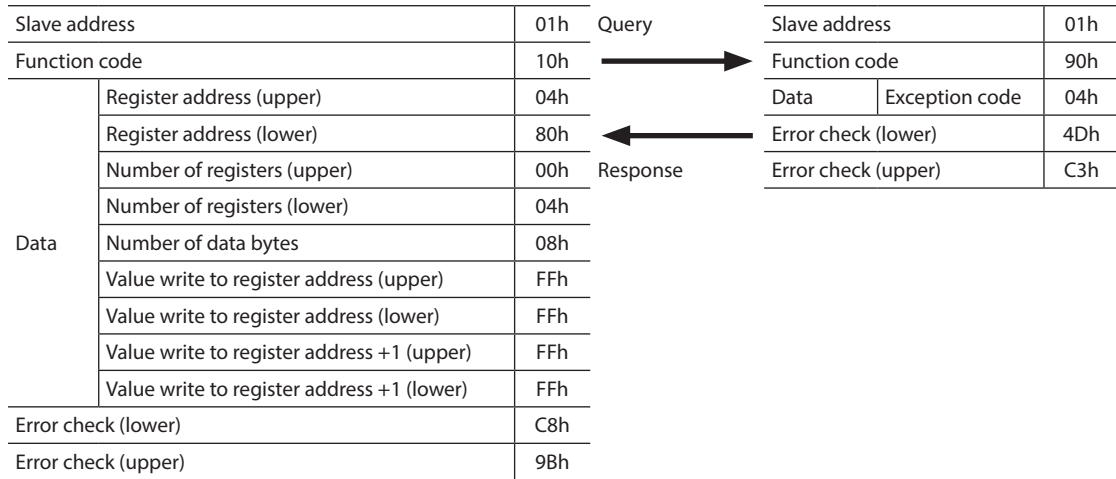 Slave address 01h Query Slave address 01h
Function code 10h Function code 90h
Register address (upper) 04h Data Exception code 04h
Register address (lower) 80h Error check (lower) 4Dh
Number of registers (upper) 00h Response Error check (upper) C3h
Number of registers (lower) 04h
Data Number of data bytes 08h
Value write to register address (upper) FFh
Value write to register address (lower) FFh
Value write to register address +1 (upper) FFh
Value write to register address +1 (lower) FFh
Error check (lower) C8h
Error check (upper) 9Bh